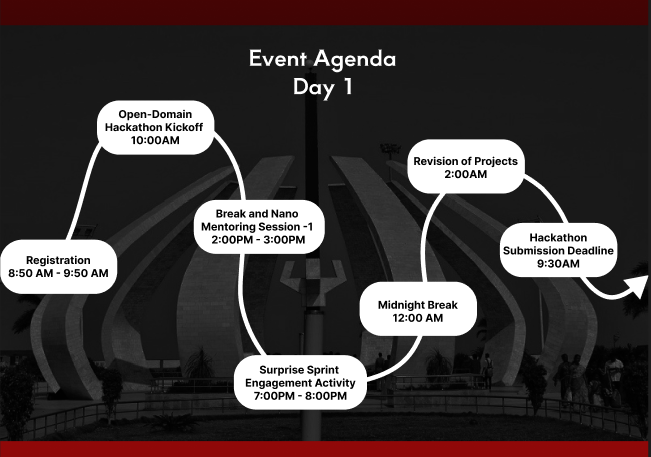 Event Agenda
Day 1
Registration
8:50 AM - 9:50 AM
Open-Domain
Hackathon Kickoff
10:00AM
Break and Nano
Mentoring Session -1
2:00PM - 3:00PM
Surprise Sprint
Engagement Activity
7:00PM - 8:00PM
Midnight Break
12:00 AM
Revision of Projects
2:00AM
Hackathon
Submission Deadline
9:30AM